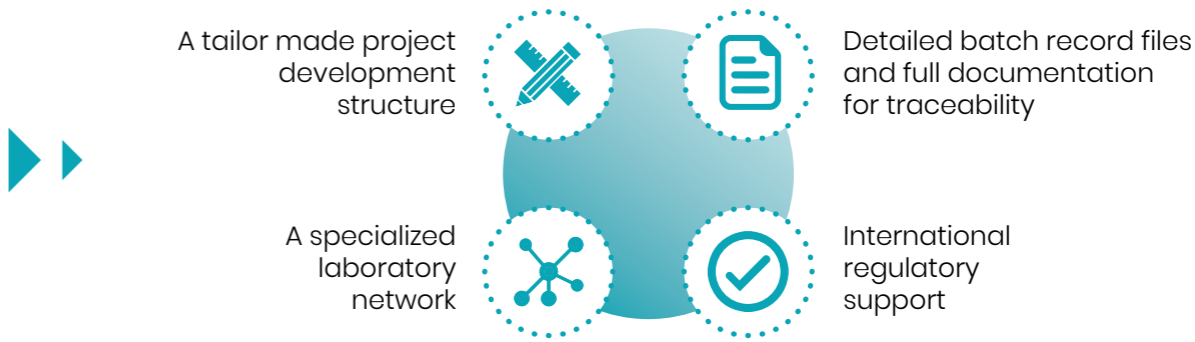 A tailor made project
development
structure
Detailed batch record files
and full documentation
for traceability
A specialized
laboratory
network
International
regulatory
support